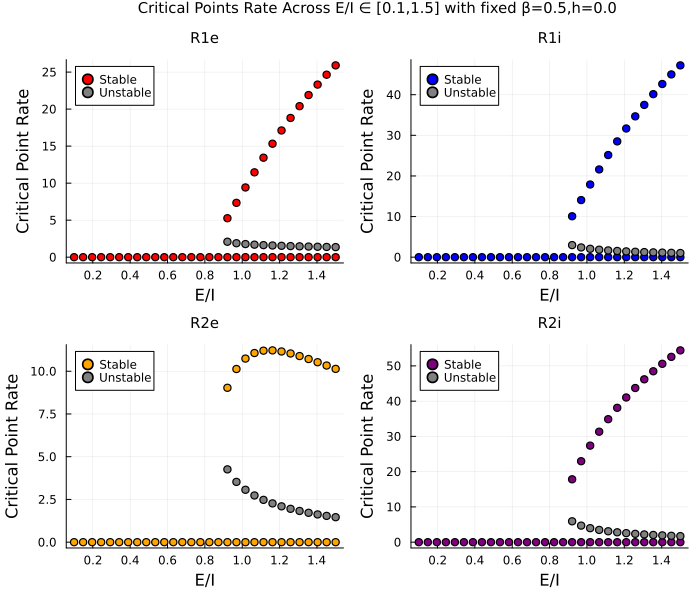 Critical Points Rate Across E/I ∈ [0.1,1.5] with fixed β=0.5,h=0.0
R1e
Critical Point Rate
25
20
15
10
5
0
Stable
Unstable
0.2 0.4 0.6 0.8 1.0 1.2 1.4
E/I
R1i
Critical Point Rate
40
30
20
10
0
Stable
Unstable
0.2 0.4 0.6 0.8 1.0 1.2 1.4
E/I
R2e
Critical Point Rate
10.0
7.5
5.0
2.5
0.0
Stable
Unstable
0.2 0.4 0.6 0.8 1.0 1.2 1.4
E/I
R2i
Critical Point Rate
50
40
30
20
10
0
Stable
Unstable
0.2 0.4 0.6 0.8 1.0 1.2 1.4
E/I